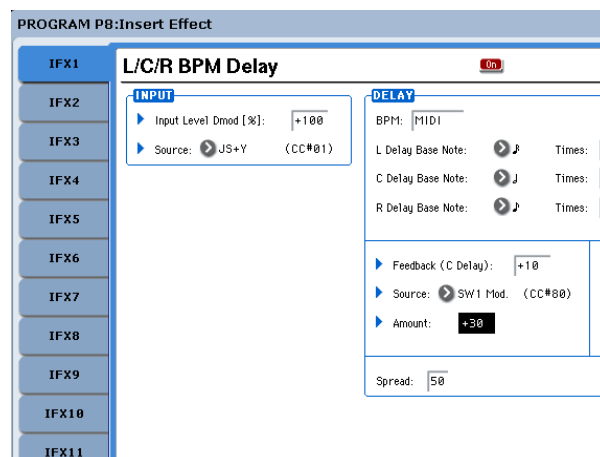 PROGRAM P8:Insert Effect
IFX1
IFX2
IFX3
IFX4
IFX5
IFX6
IFX7
IFX8
IFX9
IFX10
IFX11
L/C/R BPM Delay
On
INPUT
Input Level Dmod [%]: +100
Source: JS+Y (CC#01)
DELAY
BPM: MIDI
L Delay Base Note: Times:
C Delay Base Note: ♩ Times:
R Delay Base Note: ♪ Times:
Feedback (C Delay): +10
Source: SW1 Mod. (CC#80)
Amount: +30
Spread: 50